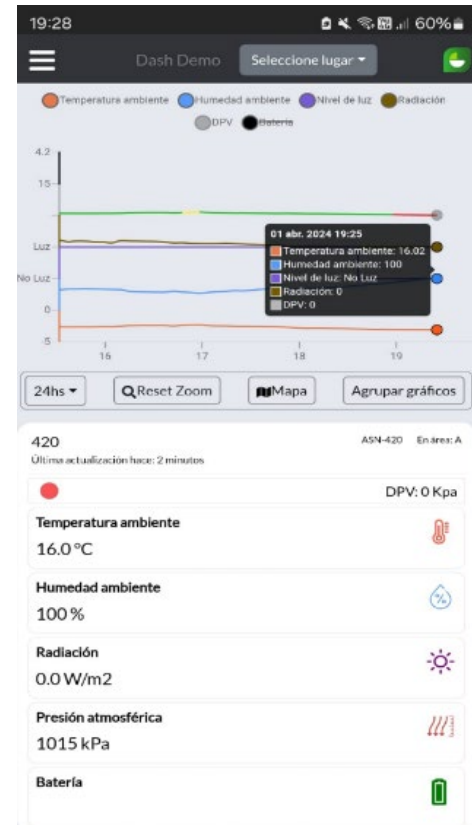 19:28
60%
Dash Demo
Seleccione lugar
Temperatura ambiente Humedad ambiente Nivel de luz Radiación
DPV Batería
4.2
15
Luz
No Luz
0
5
01 abr. 2024 19:25
Temperatura ambiente: 16.02
Humedad ambiente: 100
Nivel de luz: No Luz
Radiación: 0
DPV: 0
16 17 18 19
24hs
Reset Zoom
Mapa
Agrupar gráficos
420
ASN-420 En área: A
Última actualización hace: 2 minutos
DPV: 0 Kpa
Temperatura ambiente
16.0 °C
Humedad ambiente
100 %
%
Radiación
0.0 W/m2
Presión atmosférica
1015 kPa
Batería